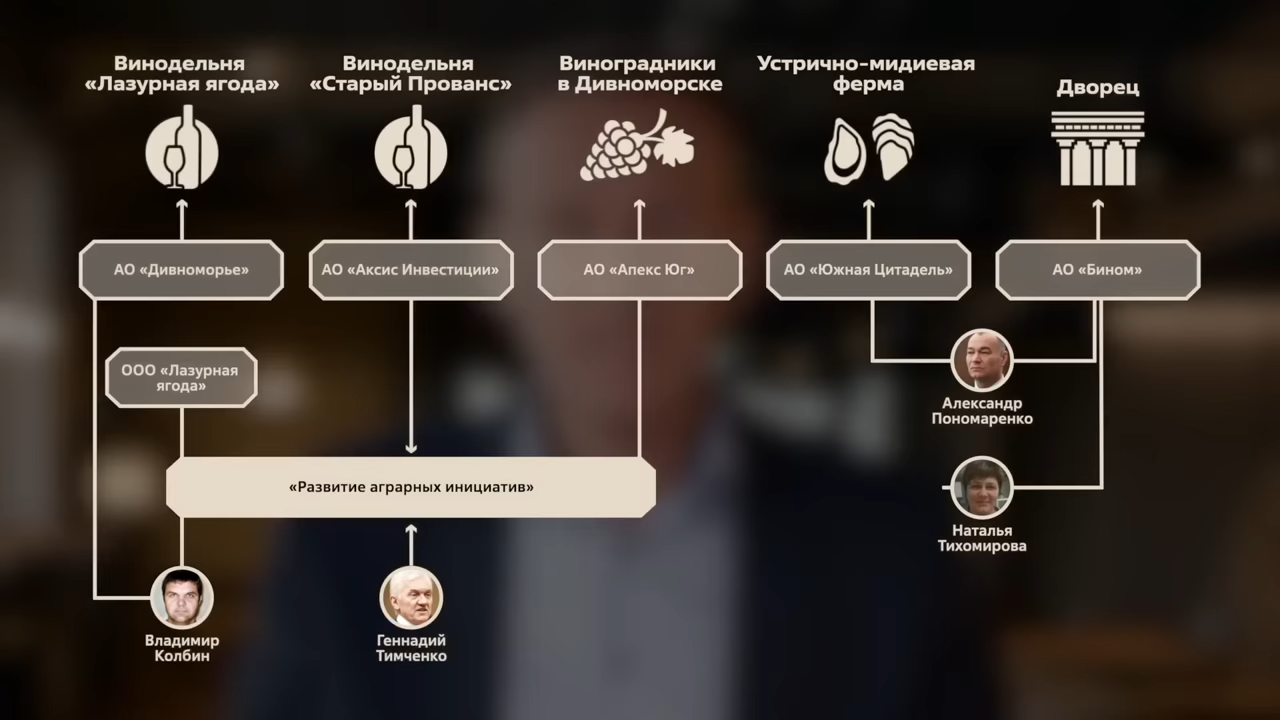 Винодельня
«Лазурная ягода»
Винодельня
«Старый Прованс»
Виноградники
в Дивноморске
Устрично-мидиевая
ферма
Дворец
АО «Дивноморье»
АО «Аксис Инвестиции»
АО «Апекс Юг»
АО «Южная Цитадель»
АО «Бином»
ООО «Лазурная
ягода»
Александр
Пономаренко
«Развитие аграрных инициатив»
Наталья
Тихомирова
Владимир
Колбин
Геннадий
Тимченко